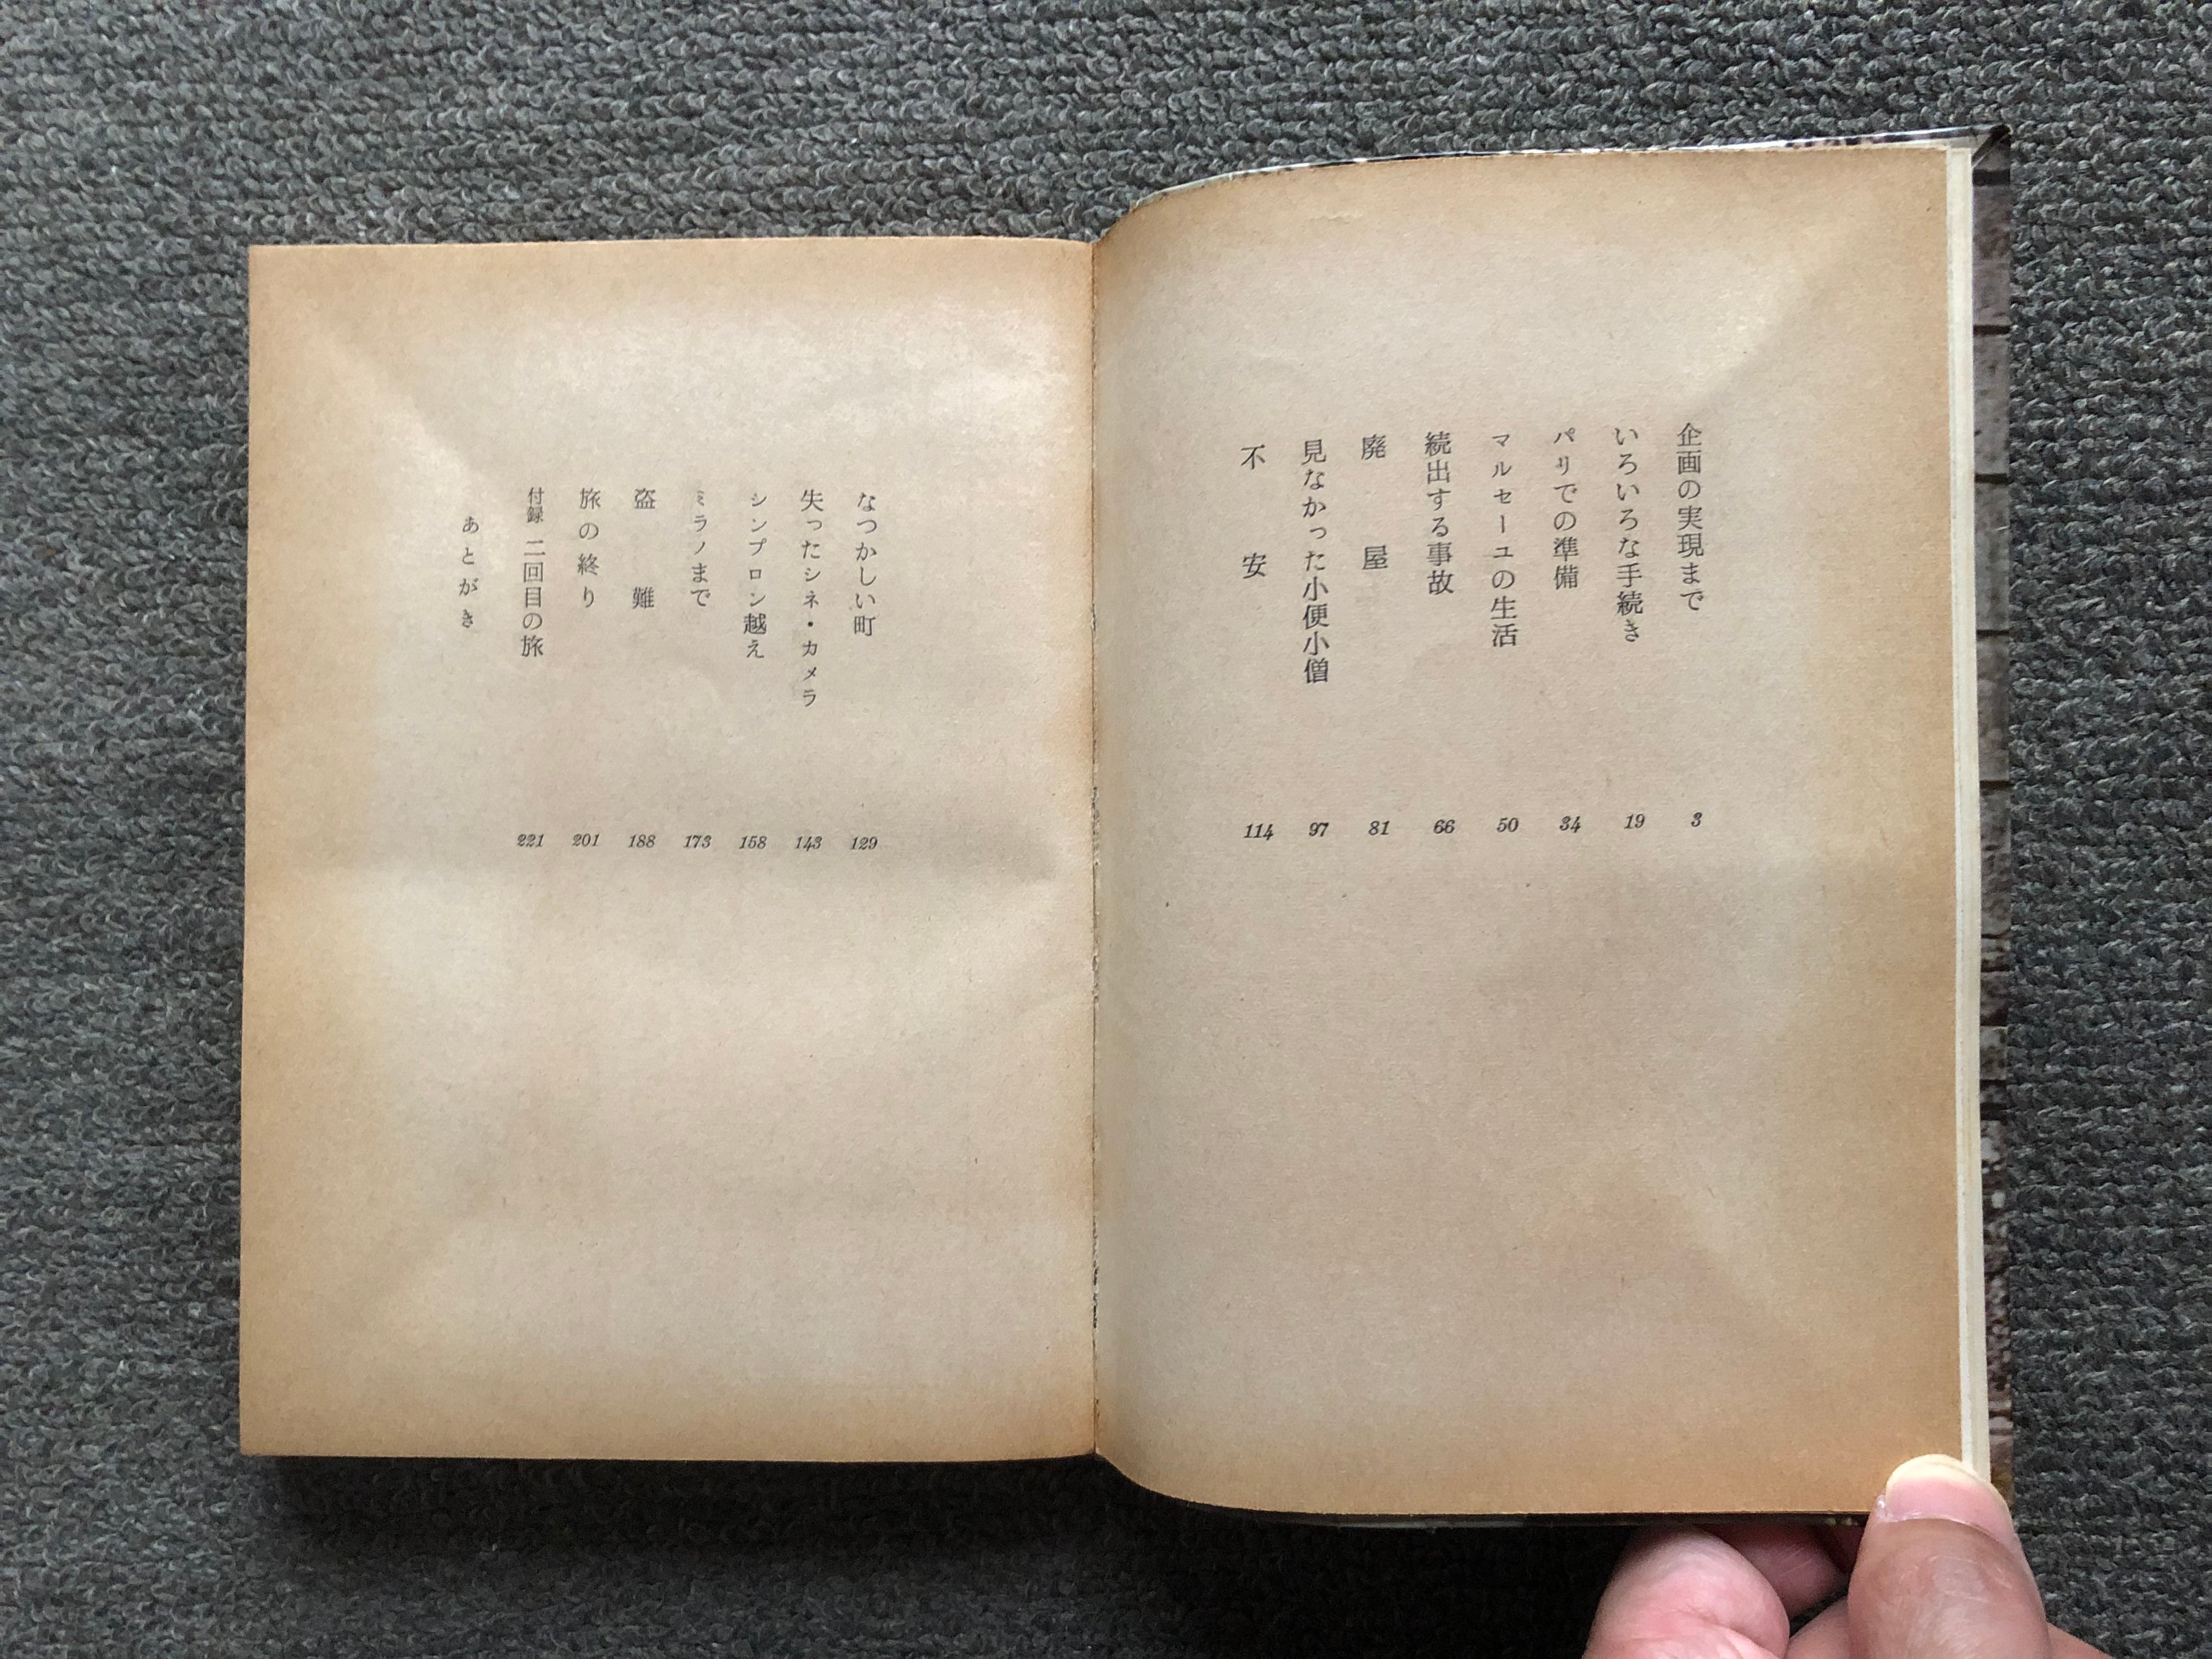 企画の実現まで 3
いろいろな手続き 19
パリでの準備 34
マルセーユの生活 50
続出する事故 66
廃屋 81
見なかった小便小僧 97
不安 114
なつかしい町 129
失ったシネ・カメラ 143
シンプロン越え 158
ミラノまで 173
盗難 188
旅の終り 201
付録 二回目の旅 221
あとがき